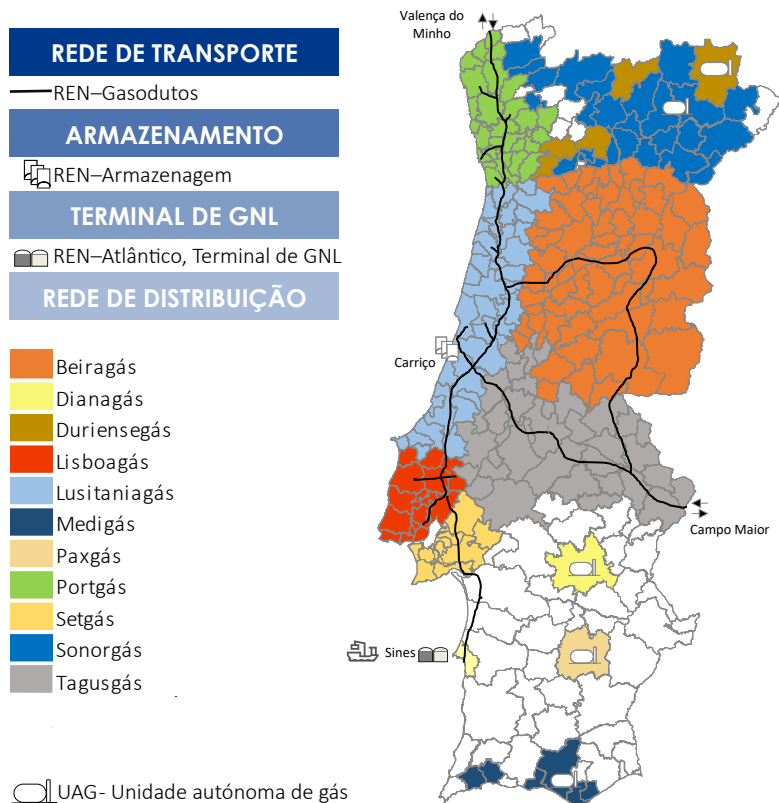 REDE DE TRANSPORTE
REN–Gasodutos
ARMAZENAMENTO
REN–Armazenagem
TERMINAL DE GNL
REN–Atlântico, Terminal de GNL
REDE DE DISTRIBUIÇÃO
Beiragás
Dianagás
Duriensegás
Lisboagás
Lusitaniagás
Medigás
Paxgás
Portgás
Setgás
Sonorgás
Tagusgás
UAG- Unidade autónoma de gás
Valença do
Minho
Carriço
Campo Maior
Sines